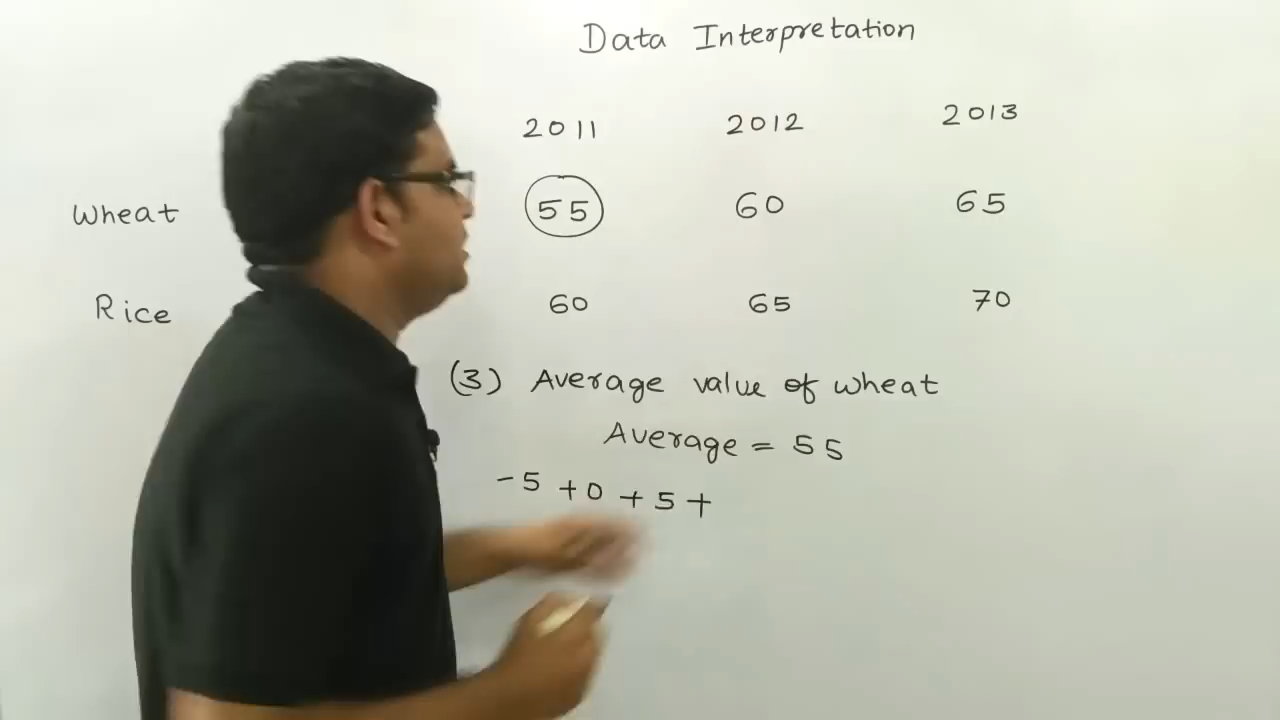 Data Interpretation
2011 2012 2013
Wheat 55 60 65
Rice 60 65 70
(3) Average value of wheat
Average = 55
-5 +0 +5 +